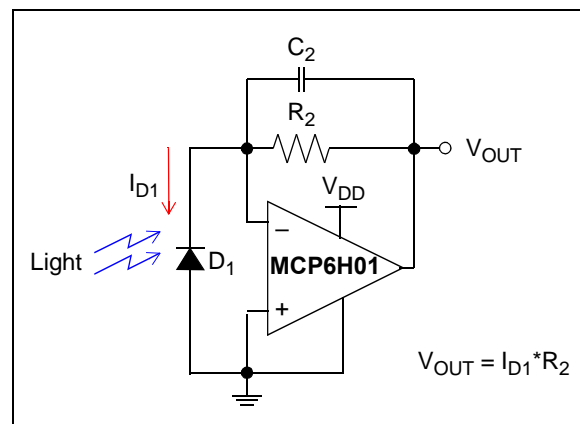 C2
R2
VOUT
ID1
VDD
–
Light
D1
MCP6H01
+
VOUT = ID1*R2